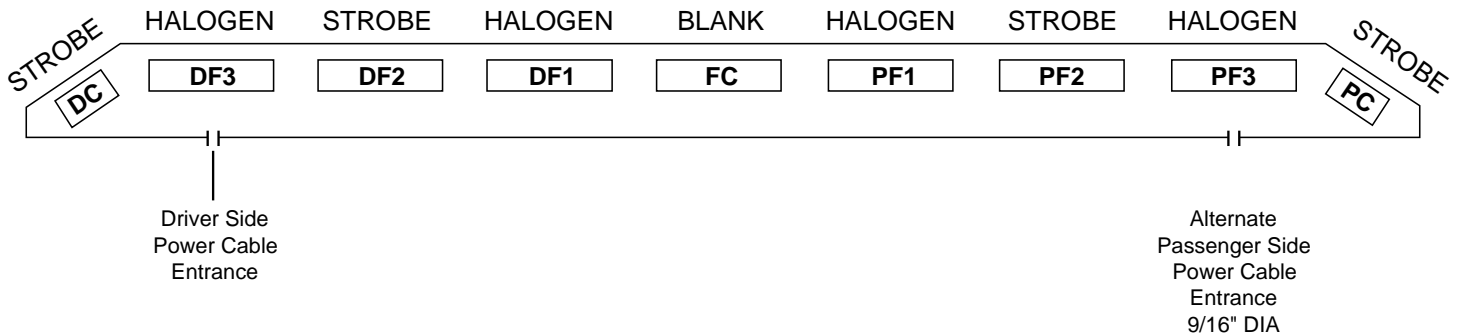 STROBE
HALOGEN STROBE HALOGEN BLANK HALOGEN STROBE HALOGEN
STROBE
DC DF3 DF2 DF1 FC PF1 PF2 PF3 PC
Driver Side
Power Cable
Entrance
Alternate
Passenger Side
Power Cable
Entrance
9/16" DIA